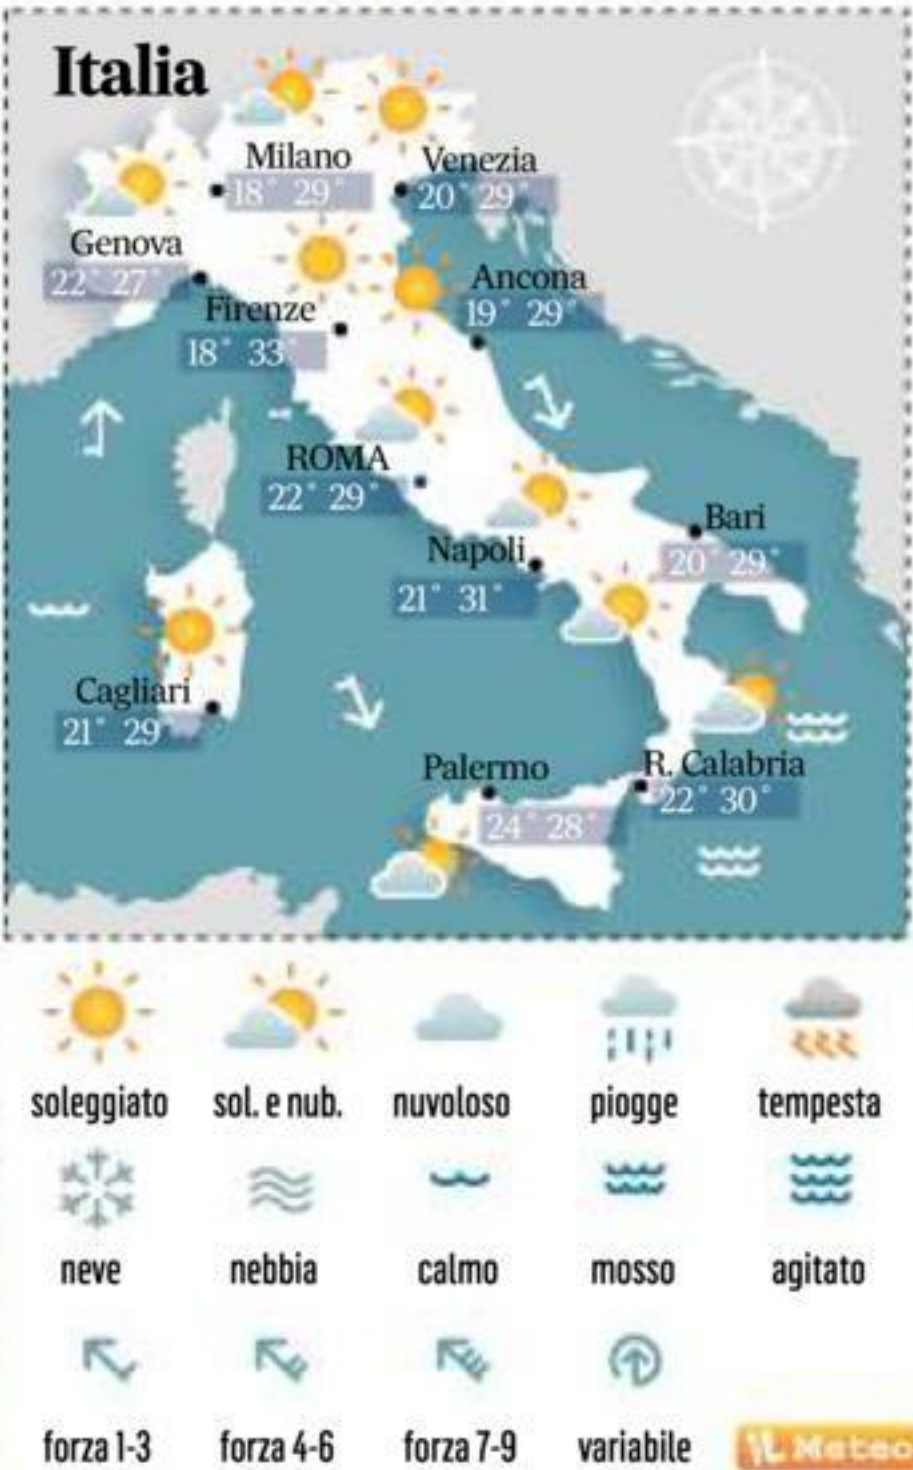 Italia
Milano
18° 29°
Venezia
20° 29°
Genova
22° 27°
Ancona
19° 29°
Firenze
18° 33°
ROMA
22° 29°
Bari
20° 29°
Napoli
21° 31°
Cagliari
21° 29°
Palermo
24° 28°
R. Calabria
22° 30°
soleggiato
sol. e nub.
nuvoloso
piogge
tempesta
neve
nebbia
calmo
mosso
agitato
forza 1-3
forza 4-6
forza 7-9
variabile
Meteo